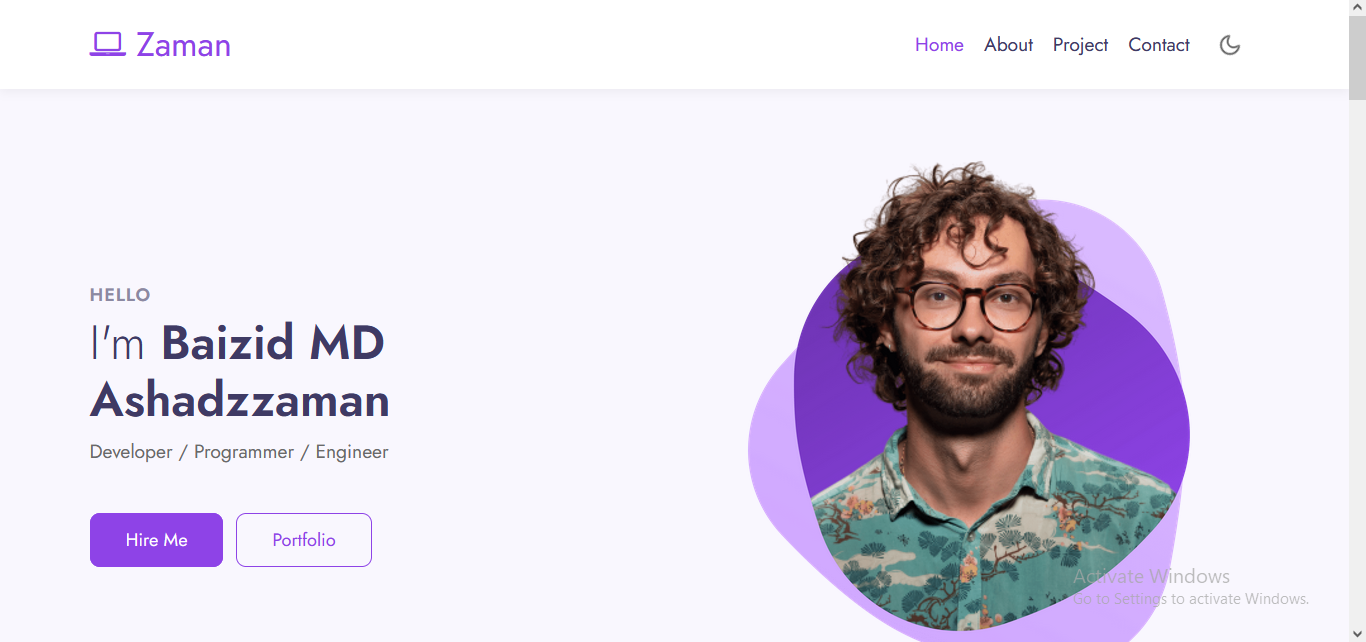 Zaman
Home About Project Contact
HELLO
I'm Baizid MD
Ashadzzaman
Developer / Programmer / Engineer
Hire Me Portfolio
Activate Windows
Go to Settings to activate Windows.